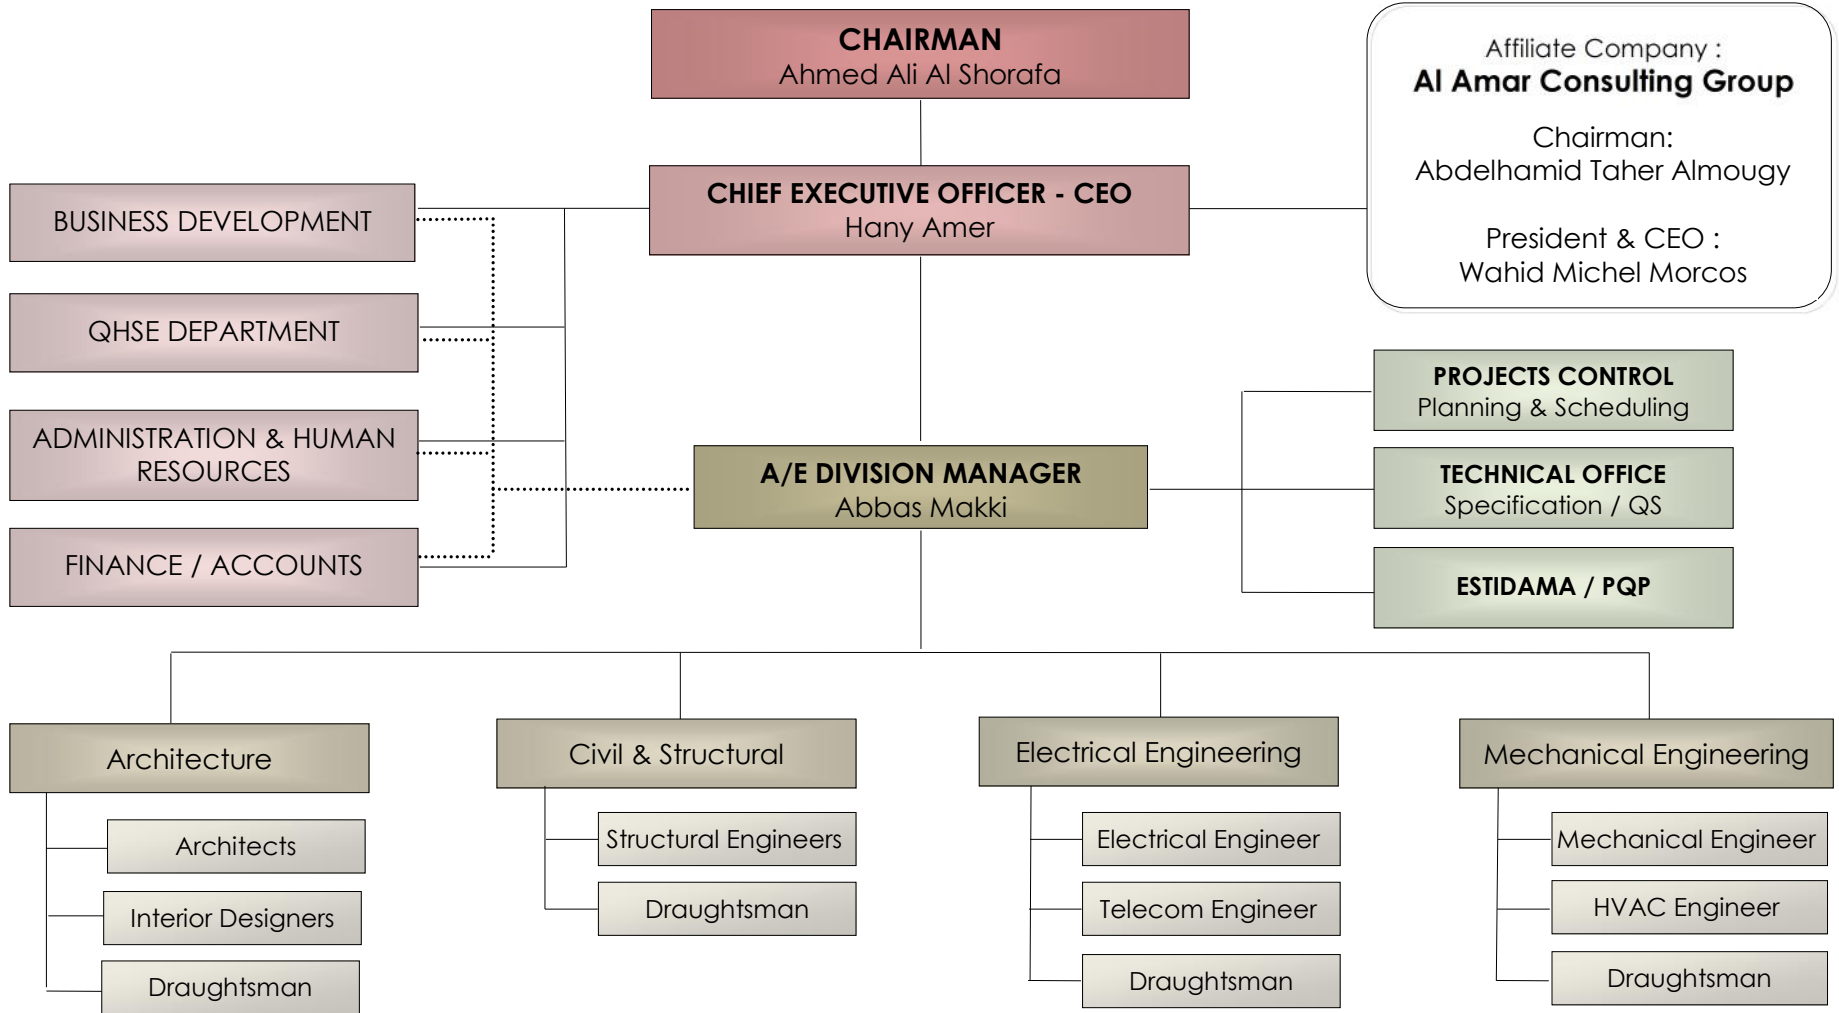 CHAIRMAN
Ahmed Ali Al Shorafa
Affiliate Company :
Al Amar Consulting Group
Chairman:
Abdelhamid Taher Almougy
President & CEO :
Wahid Michel Morcos
CHIEF EXECUTIVE OFFICER - CEO
Hany Amer
BUSINESS DEVELOPMENT
QHSE DEPARTMENT
ADMINISTRATION & HUMAN
RESOURCES
FINANCE / ACCOUNTS
A/E DIVISION MANAGER
Abbas Makki
PROJECTS CONTROL
Planning & Scheduling
TECHNICAL OFFICE
Specification / QS
ESTIDAMA / PQP
Architecture
Architects
Interior Designers
Draughtsman
Civil & Structural
Structural Engineers
Draughtsman
Electrical Engineering
Electrical Engineer
Telecom Engineer
Draughtsman
Mechanical Engineering
Mechanical Engineer
HVAC Engineer
Draughtsman